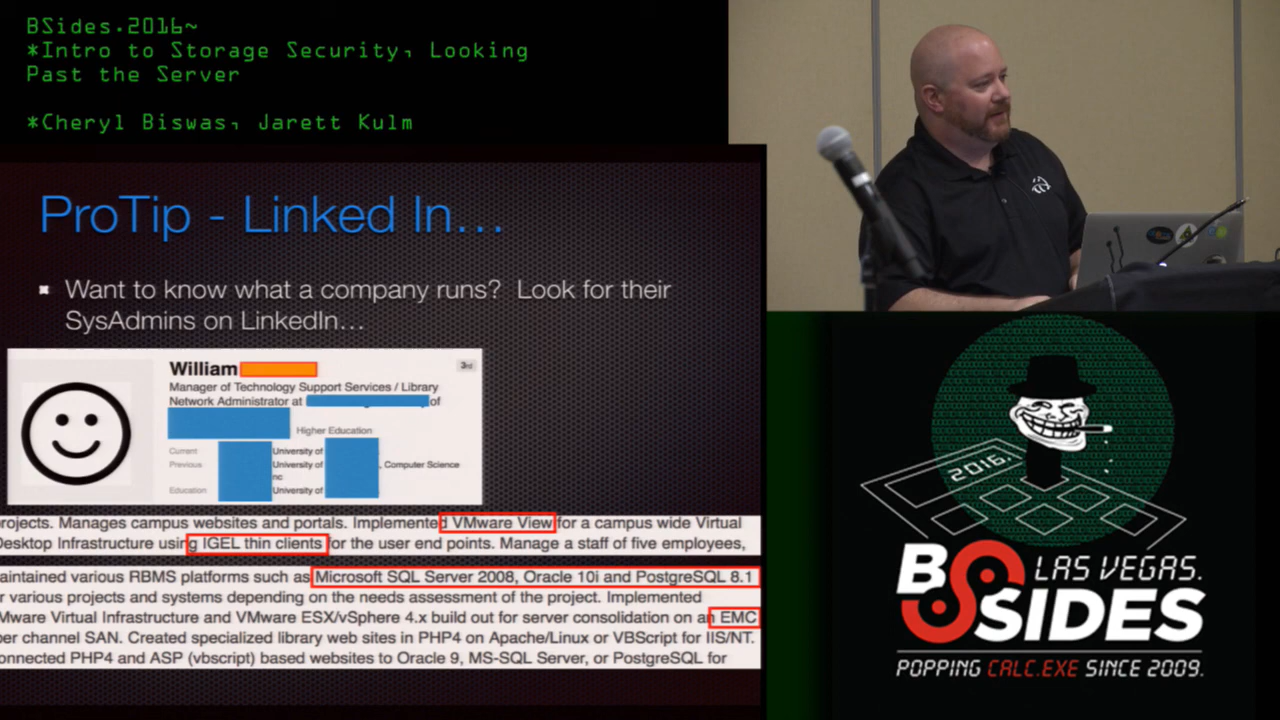 BSides.2016~
*Intro to Storage Security, Looking
Past the Server
*Cheryl Biswas, Jarett Kulm
ProTip - Linked In...
Want to know what a company runs? Look for their
SysAdmins on LinkedIn...
William
3rd
Manager of Technology Support Services / Library
Network Administrator at of
Higher Education
Current University of
Previous University of , Computer Science
nc
Education University of
rojects. Manages campus websites and portals. Implemented VMware View for a campus wide Virtual
Desktop Infrastructure using IGEL thin clients for the user end points. Manage a staff of five employees,
aintained various RBMS platforms such as Microsoft SQL Server 2008, Oracle 10i and PostgreSQL 8.1
r various projects and systems depending on the needs assessment of the project. Implemented
Mware Virtual Infrastructure and VMware ESX/vSphere 4.x build out for server consolidation on an EMC
er channel SAN. Created specialized library web sites in PHP4 on Apache/Linux or VBScript for IIS/NT.
onnected PHP4 and ASP (vbscript) based websites to Oracle 9, MS-SQL Server, or PostgreSQL for
2016.
BSIDES
LAS VEGAS.
POPPING CALC.EXE SINCE 2009.